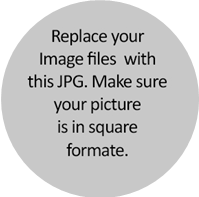 Replace your
Image files with
this JPG. Make sure
your picture
is in square
formate.